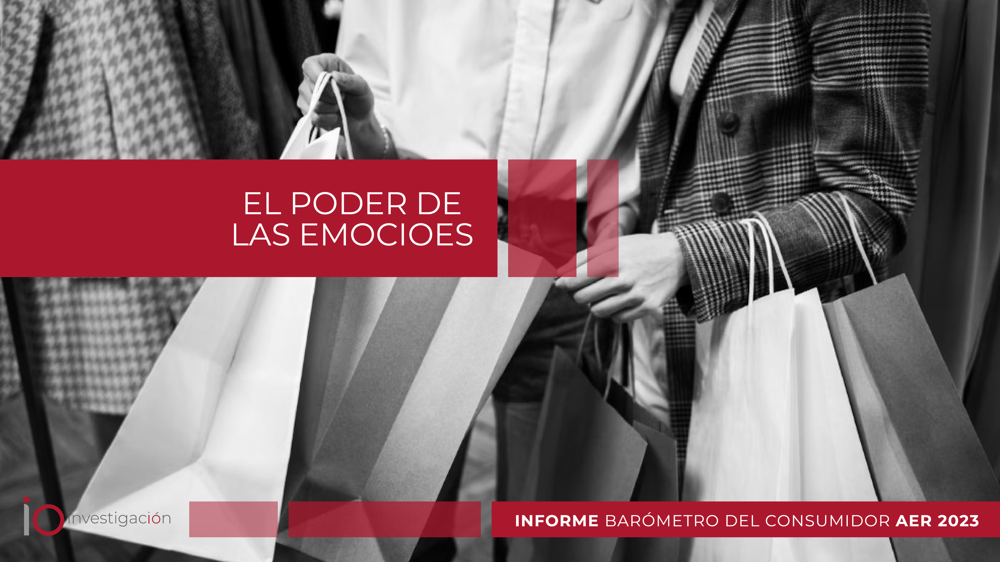 EL PODER DE
LAS EMOCIOES
io investigación
INFORME BARÓMETRO DEL CONSUMIDOR AER 2023